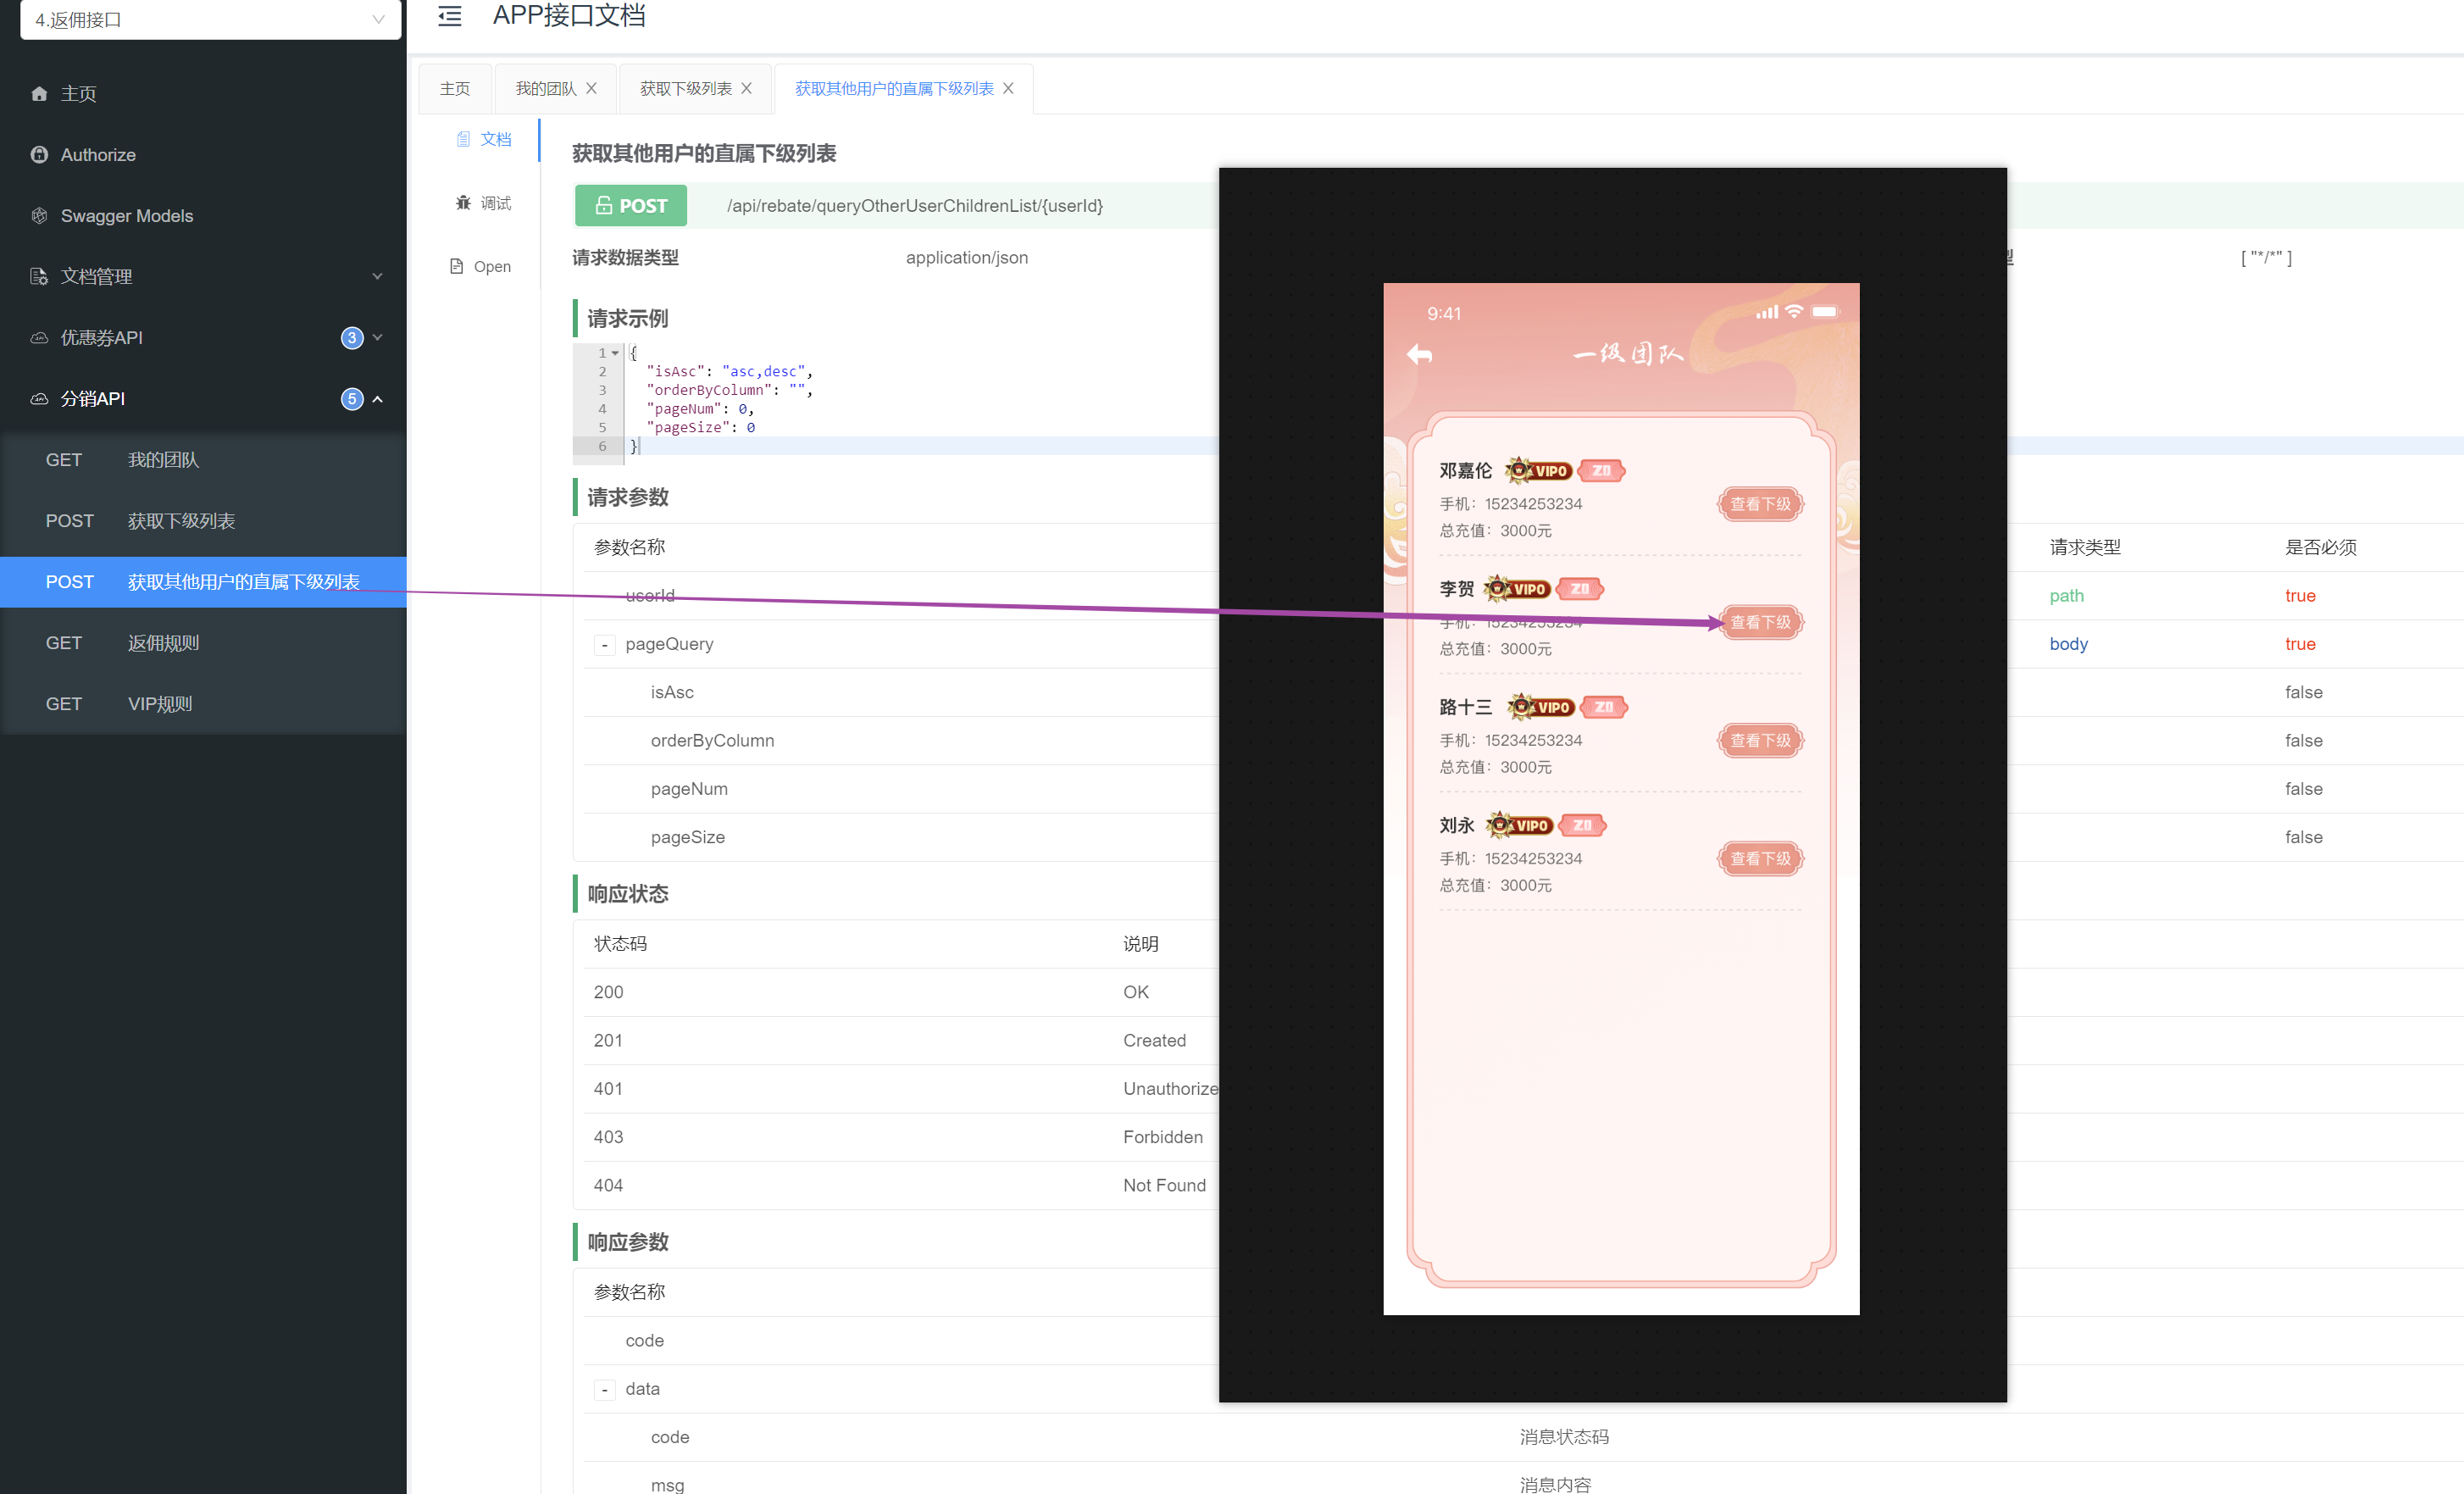 4.返佣接口
主页
Authorize
Swagger Models
文档管理
优惠券API 3
分销API 5
GET 我的团队
POST 获取下级列表
POST 获取其他用户的直属下级列表
GET 返佣规则
GET VIP规则
APP接口文档
主页 我的团队 获取下级列表 获取其他用户的直属下级列表
文档
调试
Open
获取其他用户的直属下级列表
POST /api/rebate/queryOtherUserChildrenList/{userId}
请求数据类型 application/json 型 [ "*/*" ]
请求示例
1 {
2 "isAsc": "asc,desc",
3 "orderByColumn": "",
4 "pageNum": 0,
5 "pageSize": 0
6 }
请求参数
参数名称 请求类型 是否必须
userId path true
- pageQuery body true
isAsc false
orderByColumn false
pageNum false
pageSize false
响应状态
状态码 说明
200 OK
201 Created
401 Unauthorize
403 Forbidden
404 Not Found
响应参数
参数名称
code
- data
code 消息状态码
msg 消息内容
9:41
一级团队
邓嘉伦 VIP0 Z0
手机：15234253234 查看下级
总充值：3000元
李贺 VIP0 Z0
手机：15234253234 查看下级
总充值：3000元
路十三 VIP0 Z0
手机：15234253234 查看下级
总充值：3000元
刘永 VIP0 Z0
手机：15234253234 查看下级
总充值：3000元